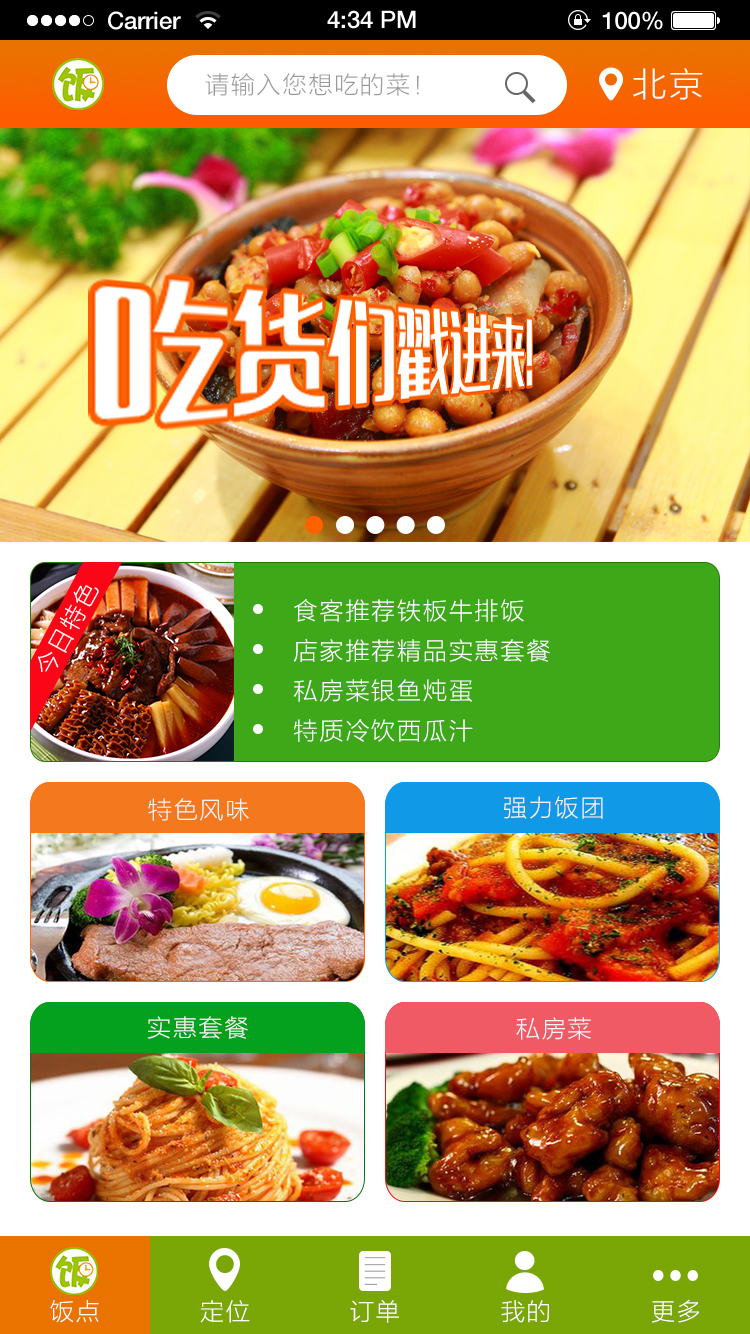 Carrier 4:34 PM 100%
饭 请输入您想吃的菜! 北京
吃货们戳进来!
今日特色
食客推荐铁板牛排饭
店家推荐精品实惠套餐
私房菜银鱼炖蛋
特质冷饮西瓜汁
特色风味 强力饭团
实惠套餐 私房菜
饭
饭点 定位 订单 我的 更多